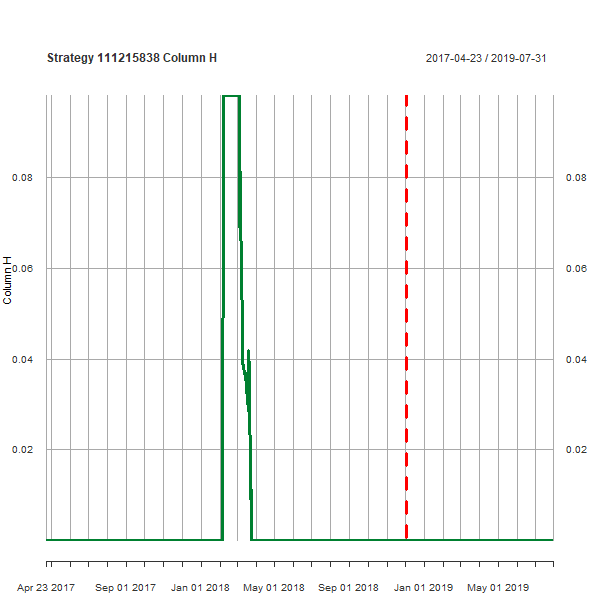 Strategy 111215838 Column H
2017-04-23 / 2019-07-31
Column H
0.08
0.06
0.04
0.02
0.08
0.06
0.04
0.02
Apr 23 2017
Sep 01 2017
Jan 01 2018
May 01 2018
Sep 01 2018
Jan 01 2019
May 01 2019